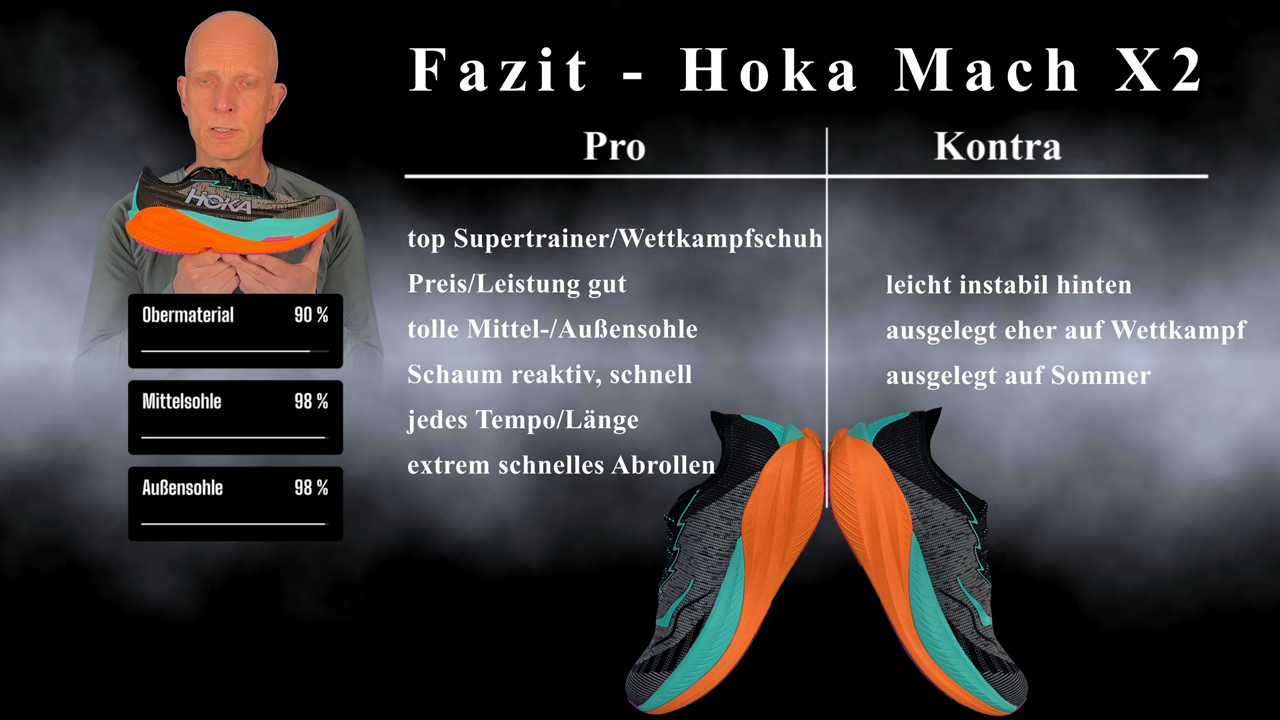 Fazit - Hoka Mach X2
Pro
Kontra
top Supertrainer/Wettkampfschuh
Preis/Leistung gut
tolle Mittel-/Außensohle
Schaum reaktiv, schnell
jedes Tempo/Länge
extrem schnelles Abrollen
leicht instabil hinten
ausgelegt eher auf Wettkampf
ausgelegt auf Sommer
HOKA
Obermaterial 90 %
Mittelsohle 98 %
Außensohle 98 %